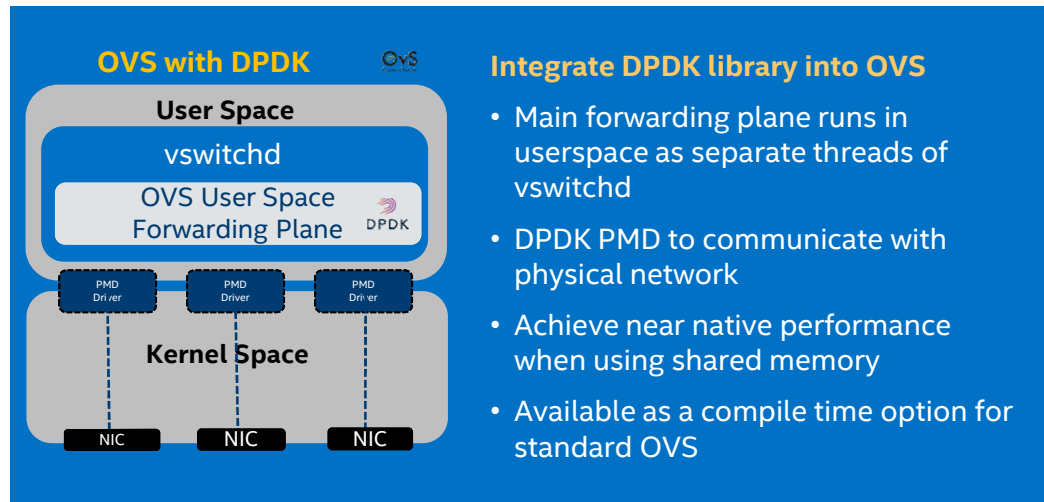 OVS with DPDK
OvS
User Space
vswitchd
OVS User Space
Forwarding Plane
DPDK
PMD
Driver
PMD
Driver
PMD
Driver
Kernel Space
NIC
NIC
NIC
Integrate DPDK library into OVS
• Main forwarding plane runs in
userspace as separate threads of
vswitchd
• DPDK PMD to communicate with
physical network
• Achieve near native performance
when using shared memory
• Available as a compile time option for
standard OVS